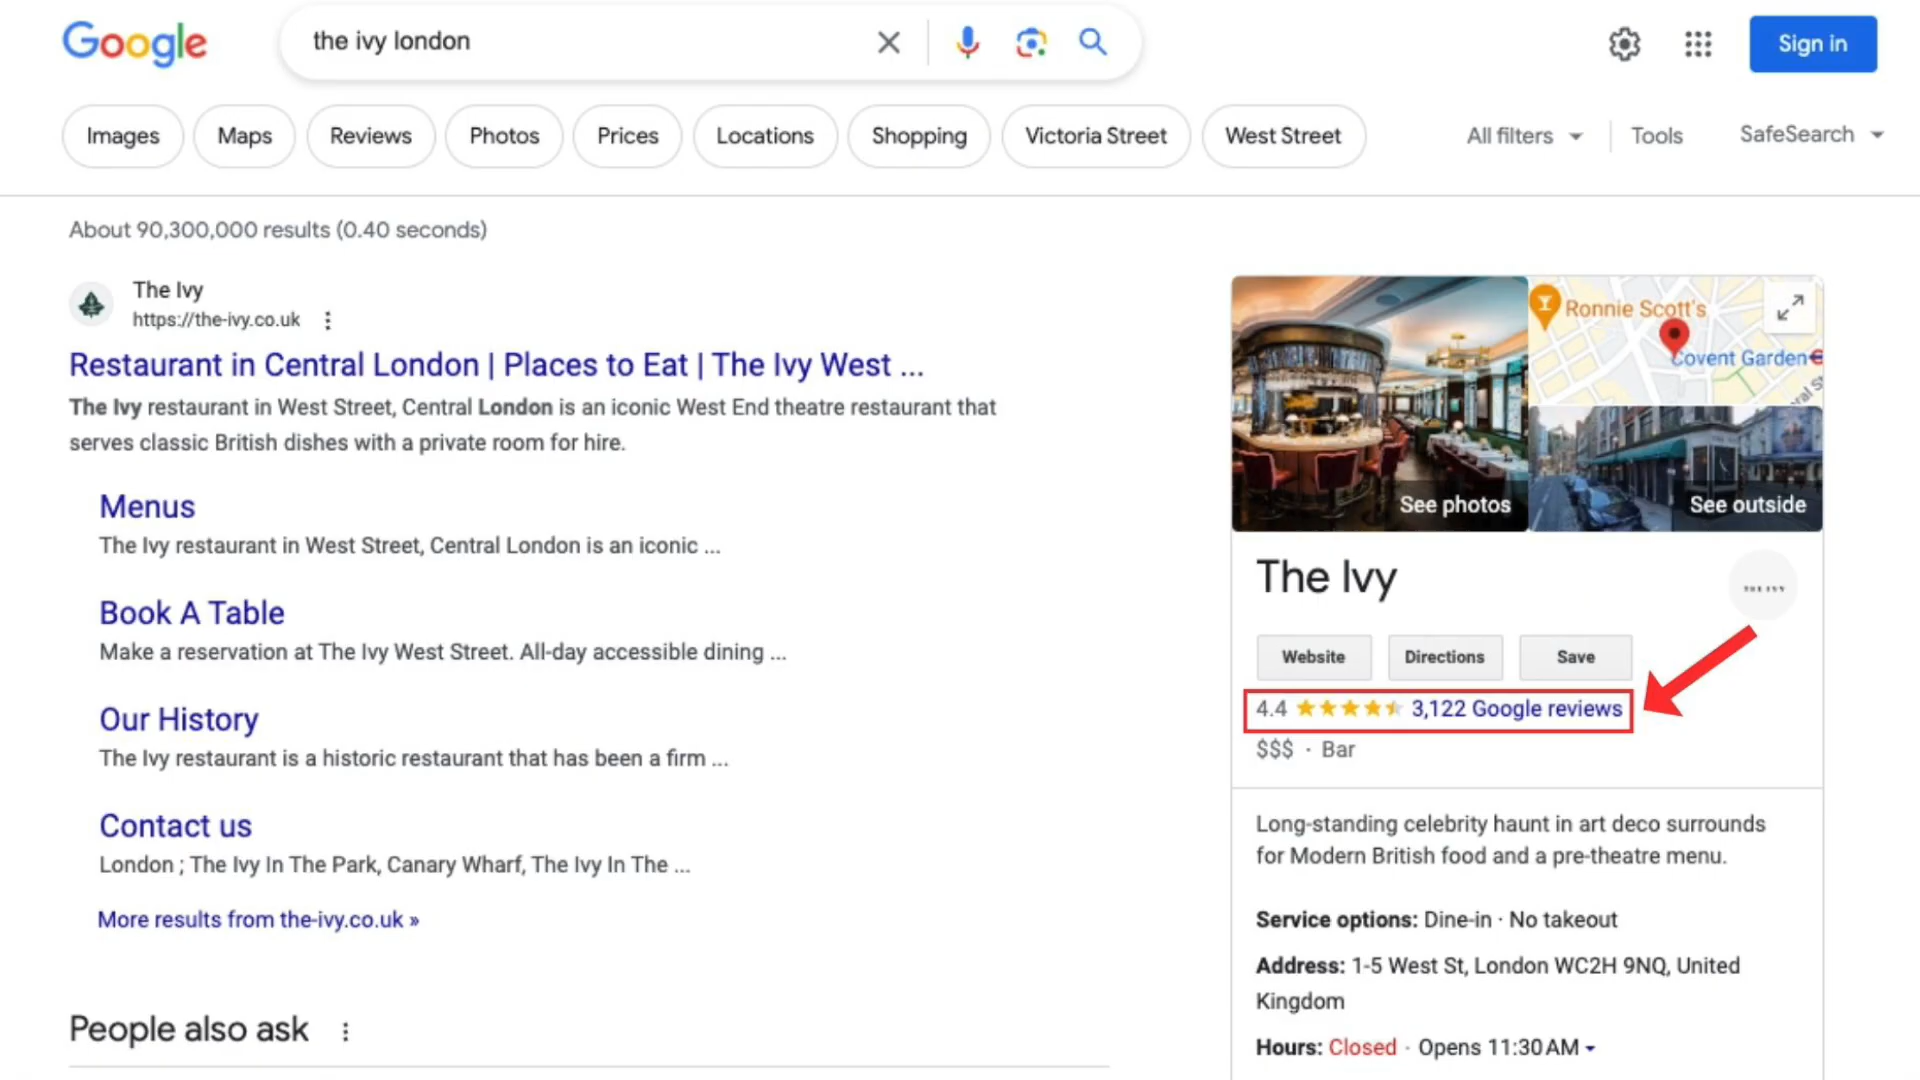 Google
the ivy london
Sign in
Images
Maps
Reviews
Photos
Prices
Locations
Shopping
Victoria Street
West Street
All filters
Tools
SafeSearch
About 90,300,000 results (0.40 seconds)
The Ivy
https://the-ivy.co.uk
Restaurant in Central London | Places to Eat | The Ivy West ...
The Ivy restaurant in West Street, Central London is an iconic West End theatre restaurant that
serves classic British dishes with a private room for hire.
Menus
The Ivy restaurant in West Street, Central London is an iconic ...
Book A Table
Make a reservation at The Ivy West Street. All-day accessible dining ...
Our History
The Ivy restaurant is a historic restaurant that has been a firm ...
Contact us
London ; The Ivy In The Park, Canary Wharf, The Ivy In The ...
More results from the-ivy.co.uk »
People also ask
Ronnie Scott's
Covent Garden
ral St
See photos
See outside
The Ivy
THE IVY
Website
Directions
Save
4.4 3,122 Google reviews
$$$ · Bar
Long-standing celebrity haunt in art deco surrounds
for Modern British food and a pre-theatre menu.
Service options: Dine-in · No takeout
Address: 1-5 West St, London WC2H 9NQ, United
Kingdom
Hours: Closed · Opens 11:30 AM